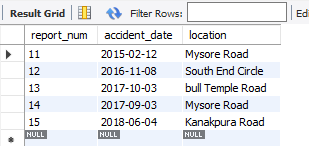 Result Grid Filter Rows: Edi
report_num accident_date location
11 2015-02-12 Mysore Road
12 2016-11-08 South End Circle
13 2017-10-03 bull Temple Road
14 2017-09-03 Mysore Road
15 2018-06-04 Kanakpura Road
NULL NULL NULL